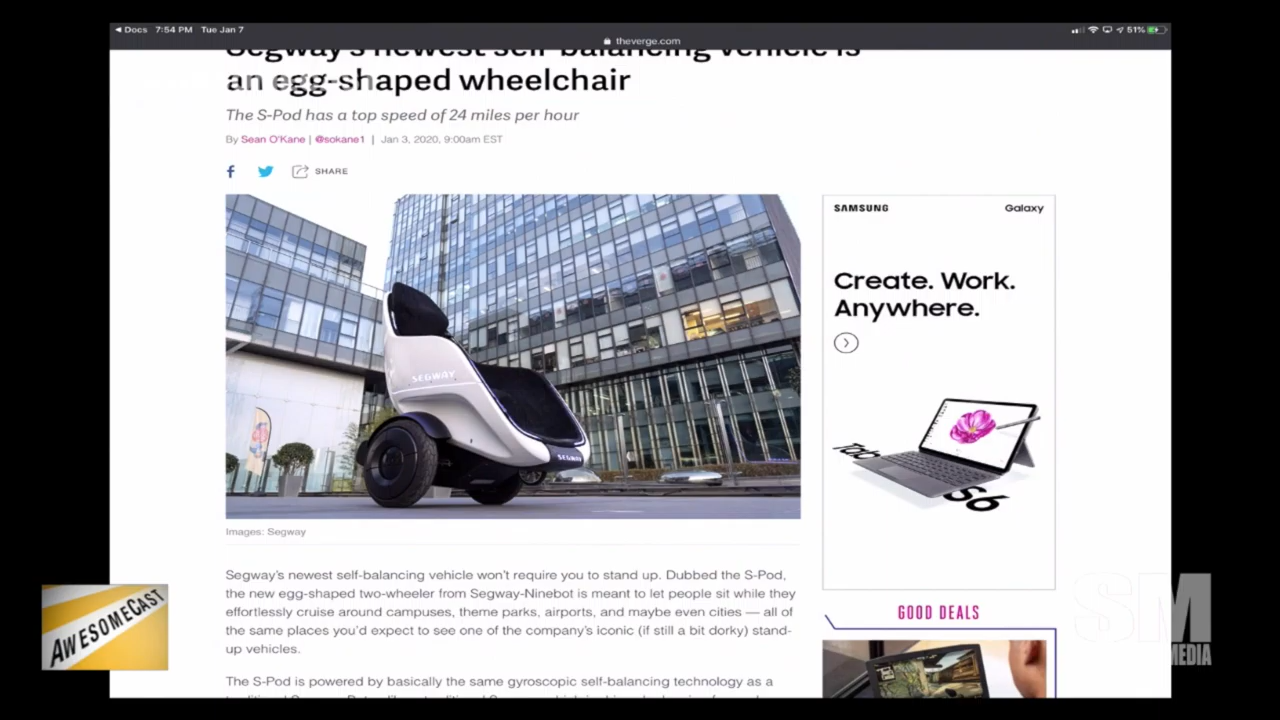 Docs 7:54 PM Tue Jan 7
theverge.com
51%
Segway's newest self-balancing vehicle is
an egg-shaped wheelchair
The S-Pod has a top speed of 24 miles per hour
By Sean O'Kane | @sokane1 | Jan 3, 2020, 9:00am EST
SHARE
SEGWAY
SEGWAY
Images: Segway
Segway's newest self-balancing vehicle won't require you to stand up. Dubbed the S-Pod,
the new egg-shaped two-wheeler from Segway-Ninebot is meant to let people sit while they
effortlessly cruise around campuses, theme parks, airports, and maybe even cities — all of
the same places you'd expect to see one of the company's iconic (if still a bit dorky) stand-
up vehicles.
The S-Pod is powered by basically the same gyroscopic self-balancing technology as a
SAMSUNG Galaxy
Create. Work.
Anywhere.
Tab
S6
GOOD DEALS
AWESOMECAST
SM
MEDIA